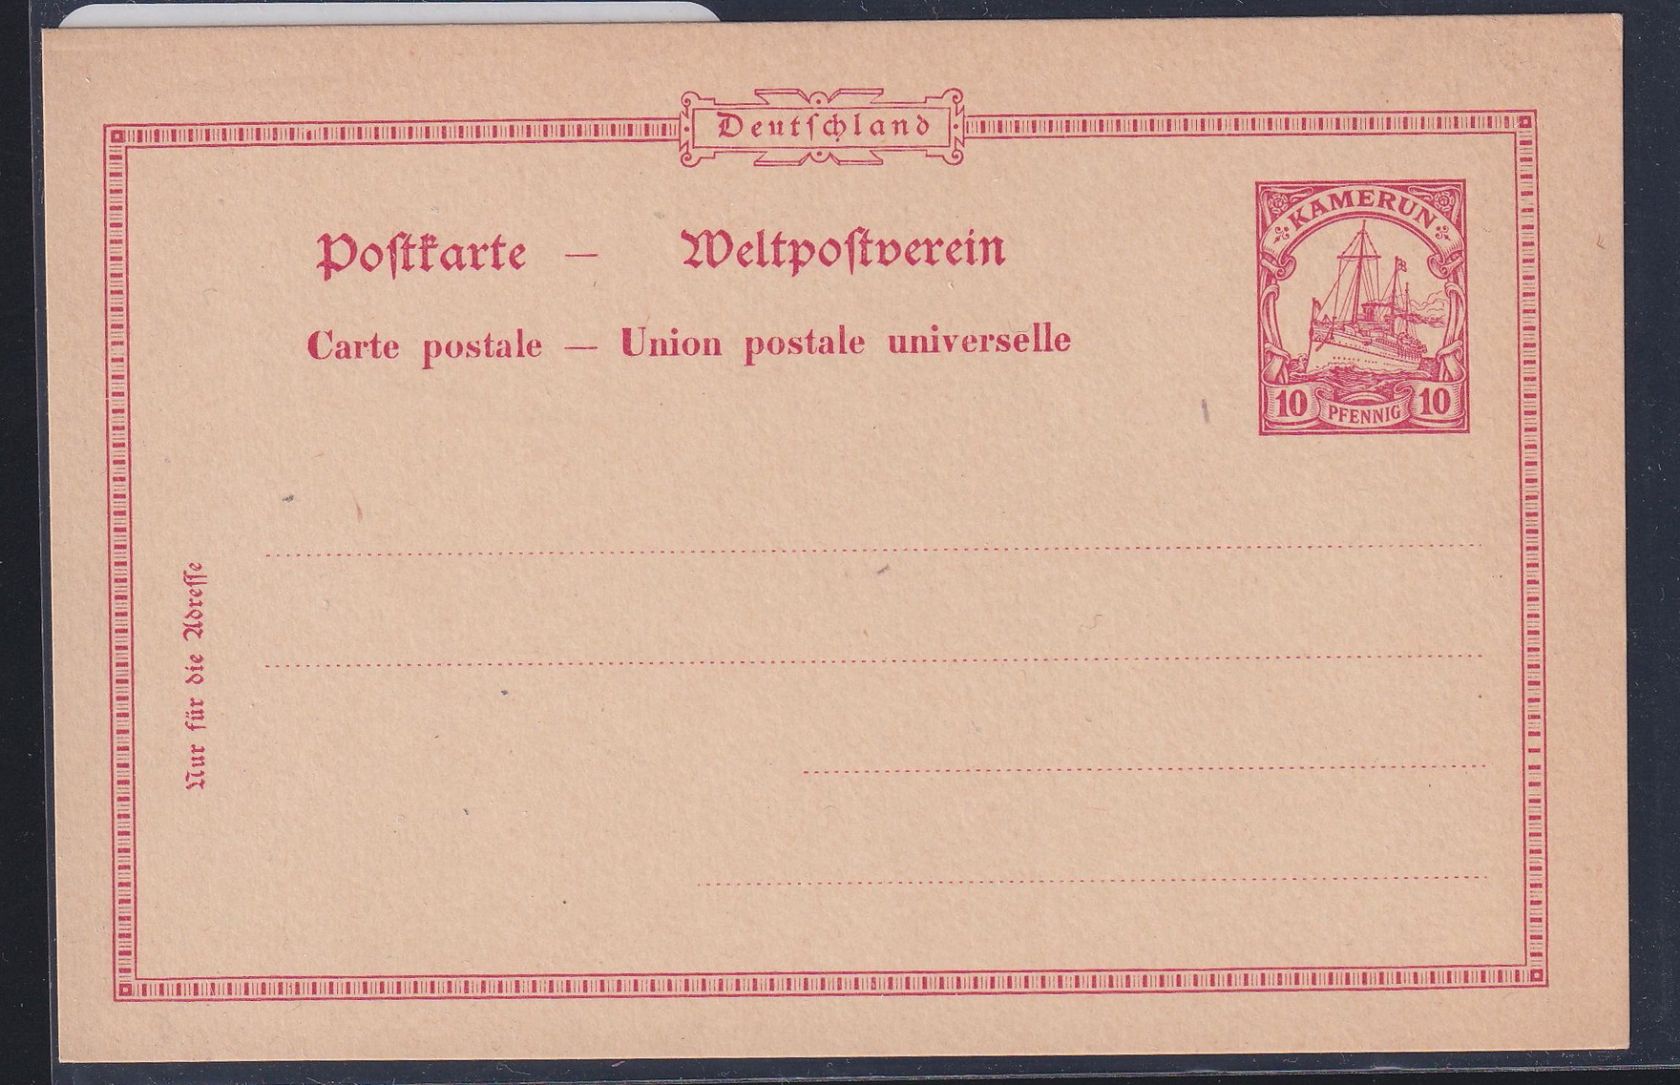 Deutschland
Postkarte — Weltpostverein
Carte postale — Union postale universelle
KAMERUN
10 PFENNIG 10
Nur für die Adresse